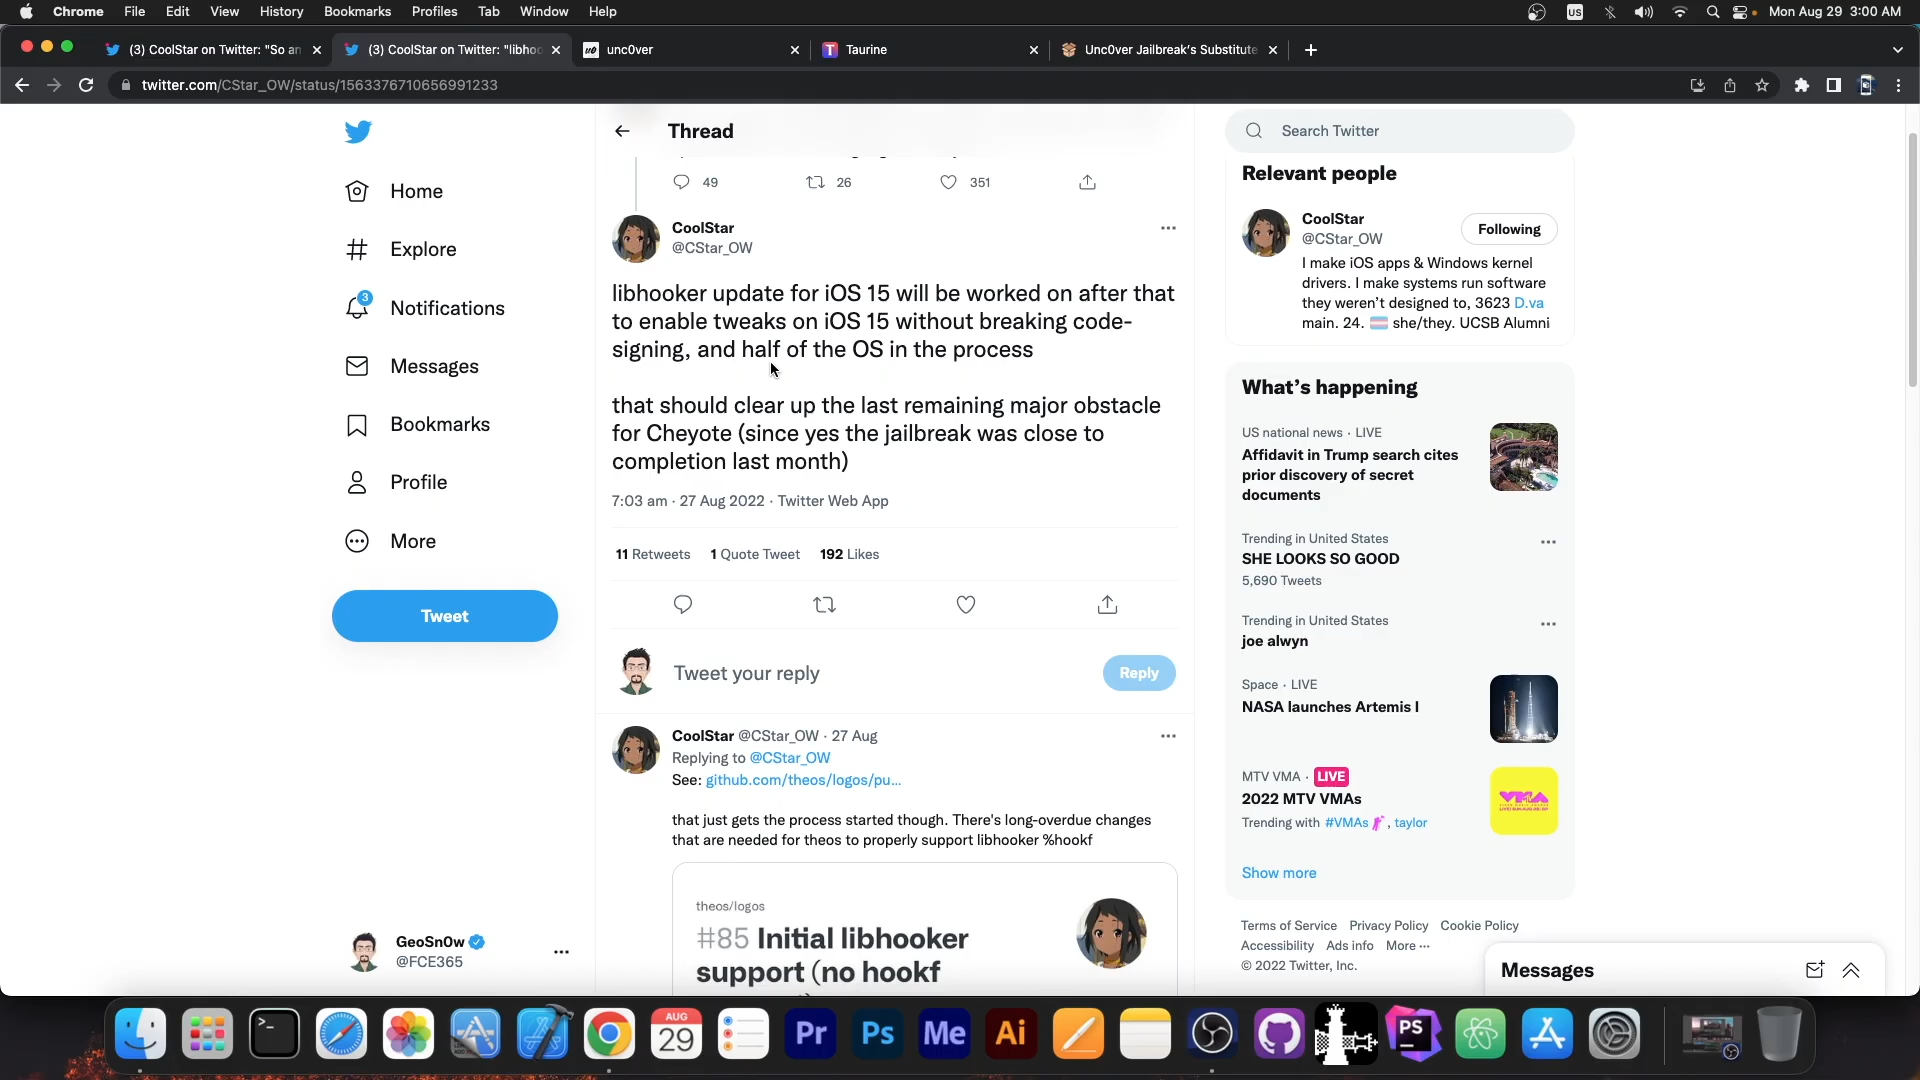 Chrome File Edit View History Bookmarks Profiles Tab Window Help
US
Mon Aug 29 3:00 AM
(3) CoolStar on Twitter: "So an
(3) CoolStar on Twitter: "libhoo
unc0ver
Taurine
Unc0ver Jailbreak's Substitute
twitter.com/CStar_OW/status/1563376710656991233
Home
Explore
3
Notifications
Messages
Bookmarks
Profile
More
Tweet
GeoSn0w
@FCE365
Thread
49
26
351
CoolStar
@CStar_OW
libhooker update for iOS 15 will be worked on after that
to enable tweaks on iOS 15 without breaking code-
signing, and half of the OS in the process
that should clear up the last remaining major obstacle
for Cheyote (since yes the jailbreak was close to
completion last month)
7:03 am · 27 Aug 2022 · Twitter Web App
11 Retweets 1 Quote Tweet 192 Likes
Tweet your reply
Reply
CoolStar @CStar_OW · 27 Aug
Replying to @CStar_OW
See: github.com/theos/logos/pu...
that just gets the process started though. There's long-overdue changes
that are needed for theos to properly support libhooker %hookf
theos/logos
#85 Initial libhooker
support (no hookf
Search Twitter
Relevant people
CoolStar
@CStar_OW
Following
I make iOS apps & Windows kernel
drivers. I make systems run software
they weren't designed to, 3623 D.va
main. 24. she/they. UCSB Alumni
What's happening
US national news · LIVE
Affidavit in Trump search cites
prior discovery of secret
documents
Trending in United States
SHE LOOKS SO GOOD
5,690 Tweets
Trending in United States
joe alwyn
Space · LIVE
NASA launches Artemis I
MTV VMA · LIVE
2022 MTV VMAs
Trending with #VMAs , taylor
Show more
Terms of Service Privacy Policy Cookie Policy
Accessibility Ads info More ...
© 2022 Twitter, Inc.
Messages
AUG
29
Pr
Ps
Me
Ai
PS